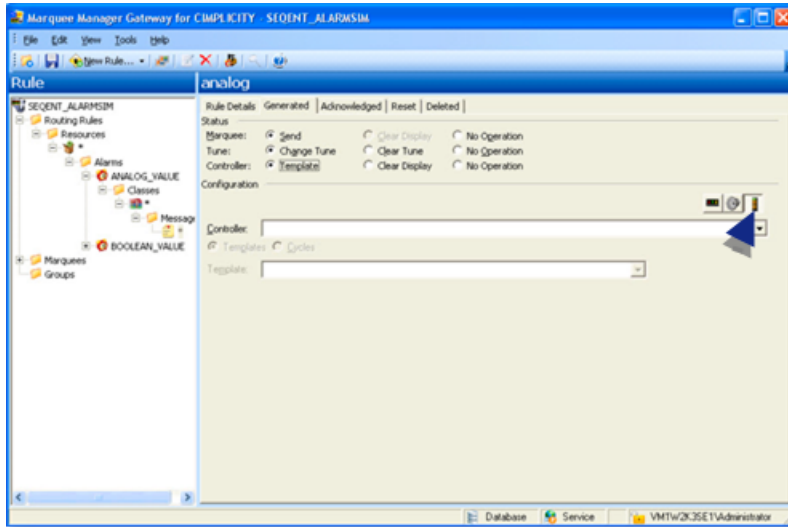 Marquee Manager Gateway for CIMPLICITY - SEQENT_ALARMSIM
File Edit View Tools Help
New Rule...
Rule
analog
SEQENT_ALARMSIM
Routing Rules
Resources
*
Alarms
ANALOG_VALUE
Classes
*
Message
*
BOOLEAN_VALUE
Marquees
Groups
Rule Details Generated Acknowledged Reset Deleted
Status
Marquee: Send Clear Display No Operation
Tune: Change Tune Clear Tune No Operation
Controller: Template Clear Display No Operation
Configuration
Controller:
Templates Cycles
Template:
Database Service VMTW2K3SE1\Administrator